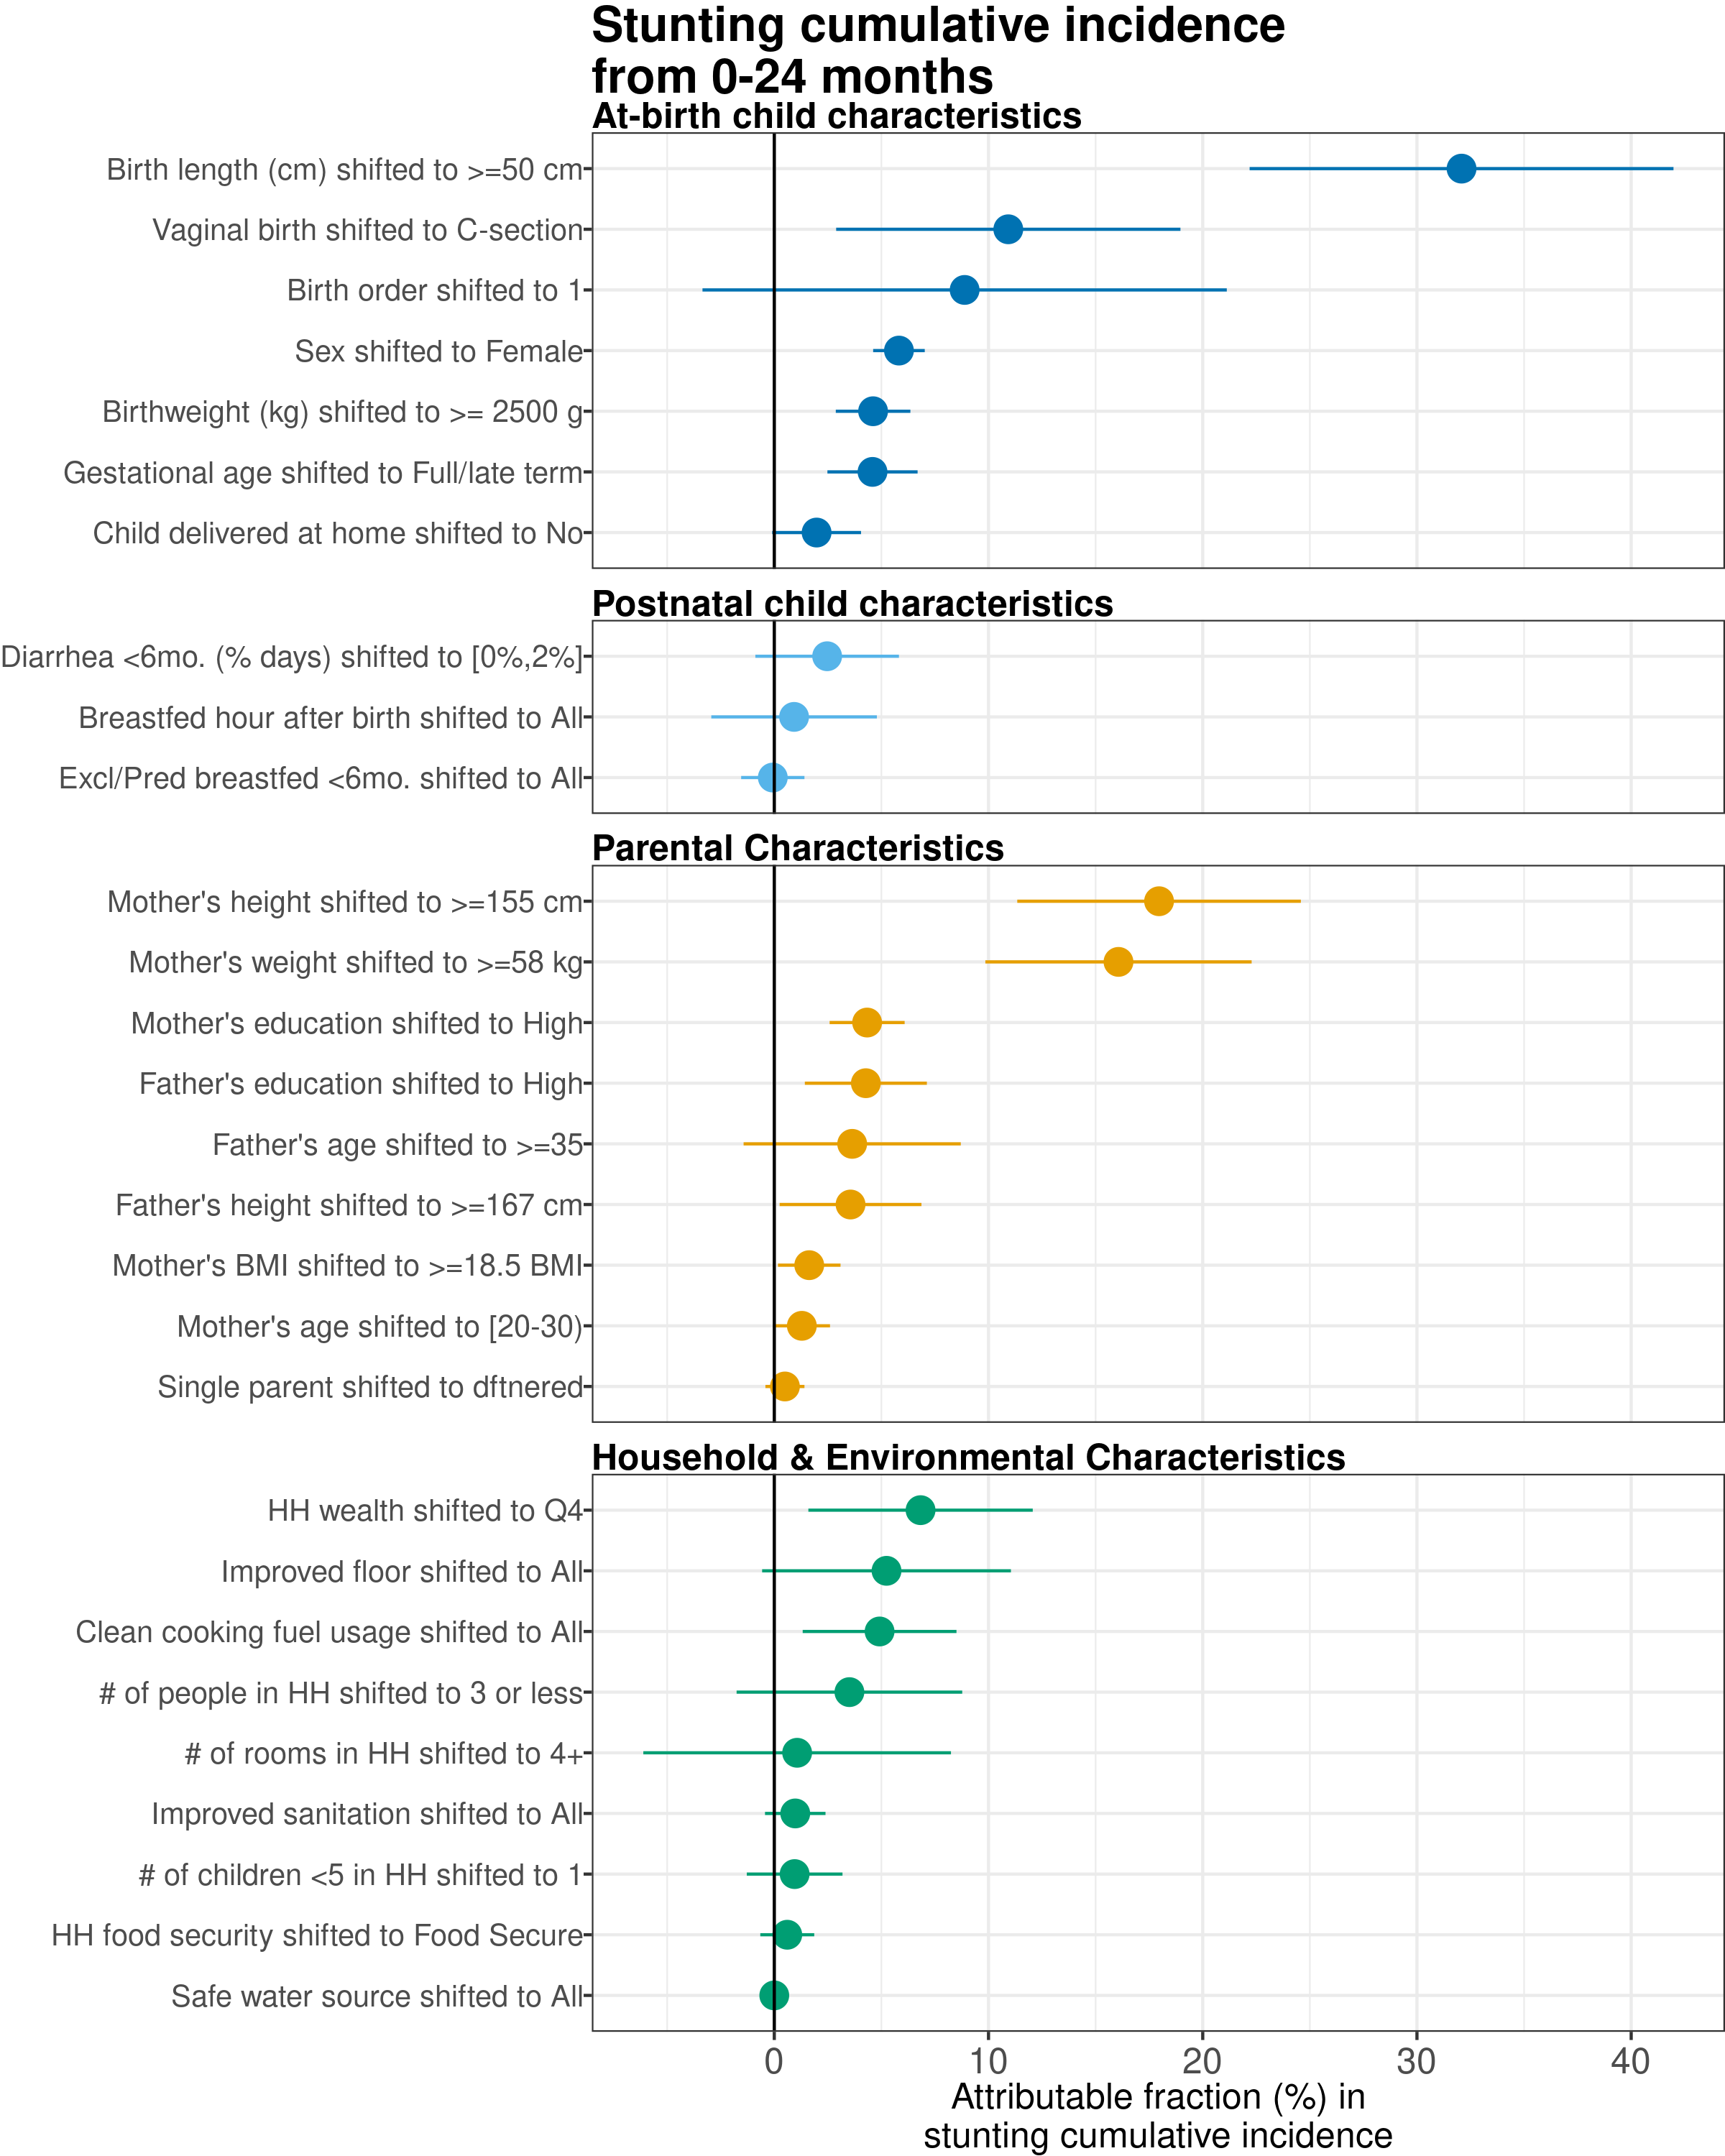 Stunting cumulative incidence
from 0-24 months
At-birth child characteristics
Birth length (cm) shifted to >=50 cm
Vaginal birth shifted to C-section
Birth order shifted to 1
Sex shifted to Female
Birthweight (kg) shifted to >= 2500 g
Gestational age shifted to Full/late term
Child delivered at home shifted to No
Postnatal child characteristics
Diarrhea <6mo. (% days) shifted to [0%,2%]
Breastfed hour after birth shifted to All
Excl/Pred breastfed <6mo. shifted to All
Parental Characteristics
Mother's height shifted to >=155 cm
Mother's weight shifted to >=58 kg
Mother's education shifted to High
Father's education shifted to High
Father's age shifted to >=35
Father's height shifted to >=167 cm
Mother's BMI shifted to >=18.5 BMI
Mother's age shifted to [20-30)
Single parent shifted to dftnered
Household & Environmental Characteristics
HH wealth shifted to Q4
Improved floor shifted to All
Clean cooking fuel usage shifted to All
# of people in HH shifted to 3 or less
# of rooms in HH shifted to 4+
Improved sanitation shifted to All
# of children <5 in HH shifted to 1
HH food security shifted to Food Secure
Safe water source shifted to All
0 10 20 30 40
Attributable fraction (%) in
stunting cumulative incidence